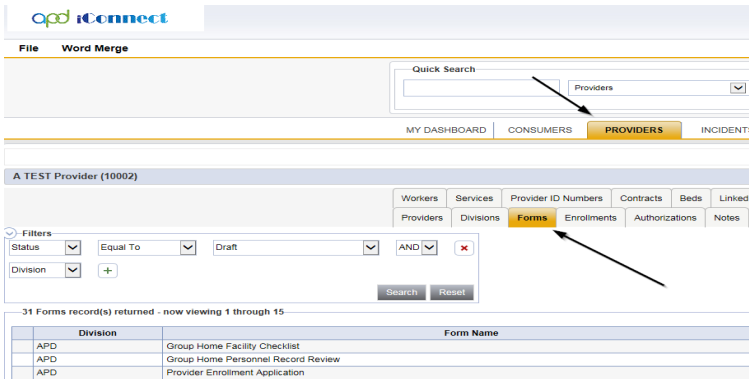 apd iConnect
File Word Merge
Quick Search
Providers
MY DASHBOARD CONSUMERS PROVIDERS INCIDENTS
A TEST Provider (10002)
Workers Services Provider ID Numbers Contracts Beds Linked
Providers Divisions Forms Enrollments Authorizations Notes
Filters
Status Equal To Draft AND
Division
Search Reset
31 Forms record(s) returned - now viewing 1 through 15
Division Form Name
APD Group Home Facility Checklist
APD Group Home Personnel Record Review
APD Provider Enrollment Application